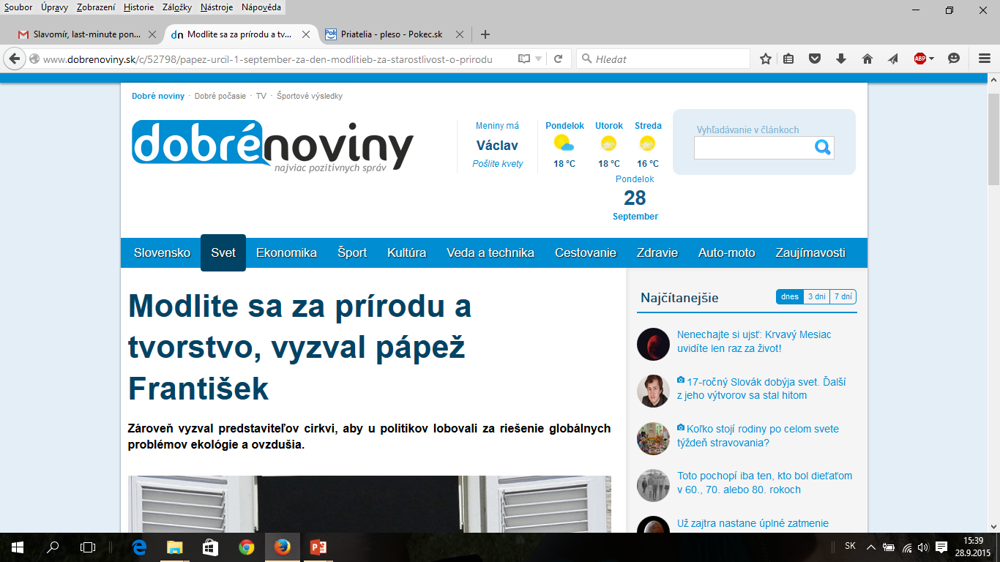 Soubor Úpravy Zobrazení Historie Záložky Nástroje Nápověda
Slavomír, last-minute pon...
dn Modlite sa za prírodu a tv...
Pok Priatelia - pleso - Pokec.sk
www.dobrenoviny.sk/c/52798/papez-urcil-1-september-za-den-modlitieb-za-starostlivost-o-prirodu
Hledat
ABP
Dobré noviny · Dobré počasie · TV · Športové výsledky
dobrénoviny
najviac pozitívnych správ
Meniny má
Václav
Pošlite kvety
Pondelok Utorok Streda
18 °C 18 °C 16 °C
Pondelok
28
September
Vyhľadávanie v článkoch
Slovensko Svet Ekonomika Šport Kultúra Veda a technika Cestovanie Zdravie Auto-moto Zaujímavosti
Modlite sa za prírodu a
tvorstvo, vyzval pápež
František
Zároveň vyzval predstaviteľov cirkvi, aby u politikov lobovali za riešenie globálnych
problémov ekológie a ovzdušia.
Najčítanejšie dnes 3 dni 7 dní
Nenechajte si ujsť: Krvavý Mesiac
uvidíte len raz za život!
17-ročný Slovák dobýja svet. Ďalší
z jeho výtvorov sa stal hitom
Koľko stojí rodiny po celom svete
týždeň stravovania?
Toto pochopí iba ten, kto bol dieťaťom
v 60., 70. alebo 80. rokoch
Už zajtra nastane úplné zatmenie
SK
15:39
28.9.2015